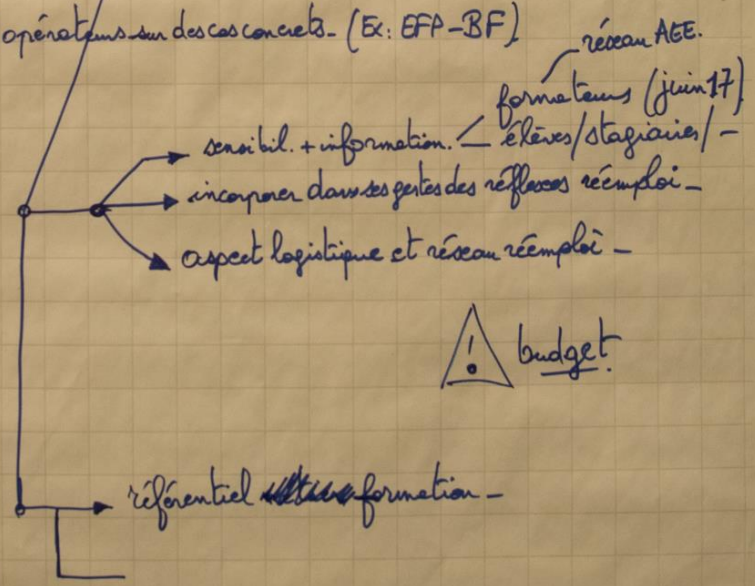 opérateurs sur des cas concrets - (Ex: EFP-BF)
réseau AEE.
formateurs (juin 17)
sensibil. + information. élèves/stagiaires/-
incorporer dans ses gestes des réflexes réemploi -
aspect logistique et réseau réemploi -
! budget.
référentiel formation -